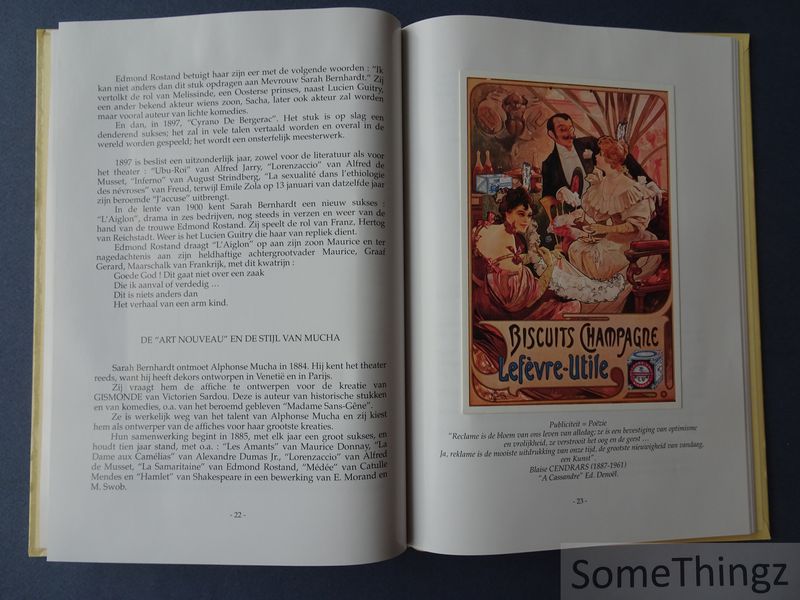 Edmond Rostand betuigt haar zijn eer met de volgende woorden : "Ik
kan niet anders dan dit stuk opdragen aan Mevrouw Sarah Bernhardt." Zij
vertolkt de rol van Melissinde, een Oosterse prinses, naast Lucien Guitry,
een ander bekend akteur wiens zoon, Sacha, later ook akteur zal worden
maar vooral auteur van lichte komedies.
En dan, in 1897, "Cyrano De Bergerac". Het stuk is op slag een
denderend sukses; het zal in vele talen vertaald worden en overal in de
wereld worden gespeeld; het wordt een onsterfelijk meesterwerk.
1897 is beslist een uitzonderlijk jaar, zowel voor de literatuur als voor
het theater : "Ubu-Roi" van Alfred Jarry, "Lorenzaccio" van Alfred de
Musset, "Inferno" van August Strindberg, "La sexualité dans l'ethiologie
des névroses" van Freud, terwijl Emile Zola op 13 januari van datzelfde jaar
zijn beroemde "J'accuse" uitbrengt.
In de lente van 1900 kent Sarah Bernhardt een nieuw sukses :
"L'Aiglon", drama in zes bedrijven, nog steeds in verzen en weer van de
hand van de trouwe Edmond Rostand. Zij speelt de rol van Franz, Hertog
van Reichstadt. Weer is het Lucien Guitry die haar van repliek dient.
Edmond Rostand draagt "L'Aiglon" op aan zijn zoon Maurice en ter
nagedachtenis aan zijn heldhaftige achtergrootvader Maurice, Graaf
Gerard, Maarschalk van Frankrijk, met dit kwatrijn :
Goede God ! Dit gaat niet over een zaak
Die ik aanval of verdedig ...
Dit is niets anders dan
Het verhaal van een arm kind.
DE "ART NOUVEAU" EN DE STIJL VAN MUCHA
Sarah Bernhardt ontmoet Alphonse Mucha in 1884. Hij kent het theater
reeds, want hij heeft dekors ontworpen in Venetië en in Parijs.
Zij vraagt hem de affiche te ontwerpen voor de kreatie van
GISMONDE van Victorien Sardou. Deze is auteur van historische stukken
en van komedies, o.a. van het beroemd gebleven "Madame Sans-Gêne".
Ze is werkelijk weg van het talent van Alphonse Mucha en zij kiest hem
als ontwerper van de affiches voor haar grootste kreaties.
Hun samenwerking begint in 1885, met elk jaar een groot sukses, en
houdt tien jaar stand, met o.a. : "Les Amants" van Maurice Donnay, "La
Dame aux Camélias" van Alexandre Dumas Jr., "Lorenzaccio" van Alfred
de Musset, "La Samaritaine" van Edmond Rostand, "Médée" van Catulle
Mendes en "Hamlet" van Shakespeare in een bewerking van E. Morand en
M. Swob.
- 22 -
BISCUITS CHAMPAGNE
Lefèvre-Utile
Publiciteit = Poëzie
"Reclame is de bloem van ons leven van alledag; ze is een bevestiging van optimisme
en vrolijkheid, ze verstrooit het oog en de geest ...
Ja, reclame is de mooiste uitdrukking van onze tijd, de grootste nieuwigheid van vandaag,
een Kunst".
Blaise CENDRARS (1887-1961)
"A Cassandre" Ed. Denoël.
- 23 -
SomeThingz